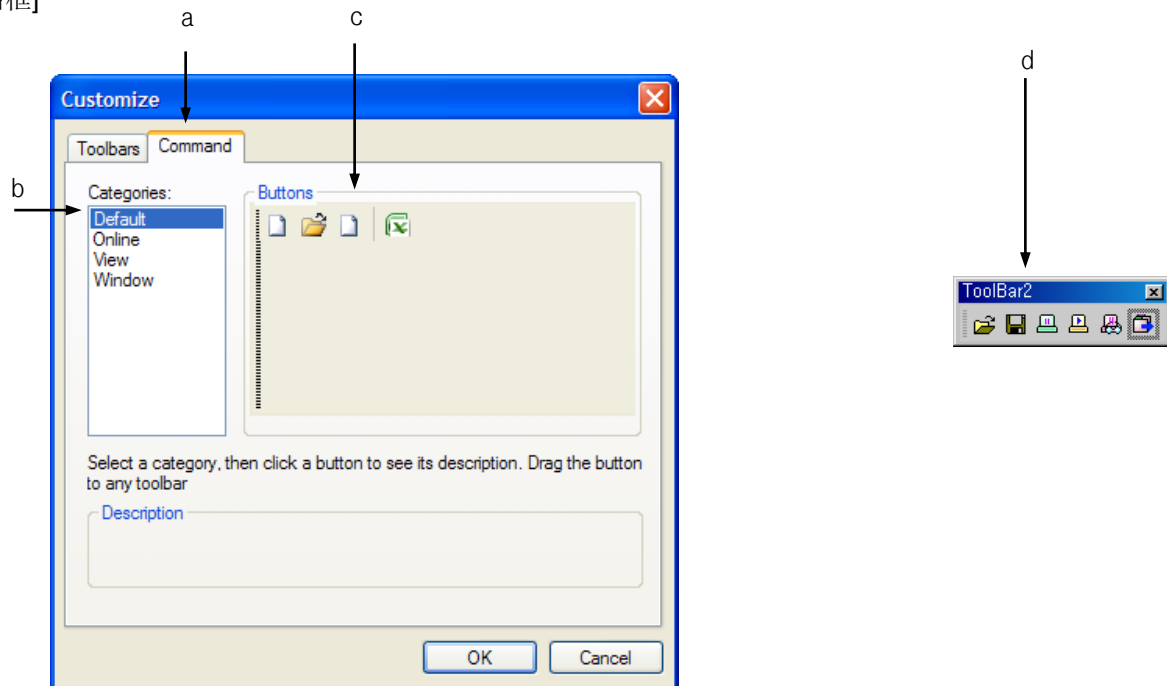 框]
a
c
d
Customize
Toolbars
Command
b
Categories:
Buttons
Default
Online
View
Window
ToolBar2
Select a category, then click a button to see its description. Drag the button
to any toolbar
Description
OK
Cancel